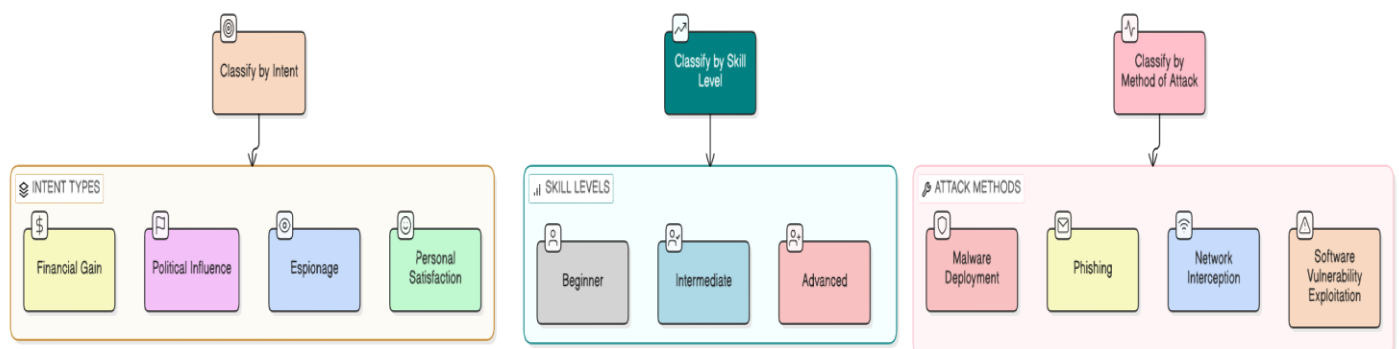 Classify by Intent
Classify by Skill
Level
Classify by
Method of Attack
INTENT TYPES
$
Financial Gain
Political Influence
Espionage
Personal
Satisfaction
SKILL LEVELS
Beginner
Intermediate
Advanced
ATTACK METHODS
Malware
Deployment
Phishing
Network
Interception
Software
Vulnerability
Exploitation